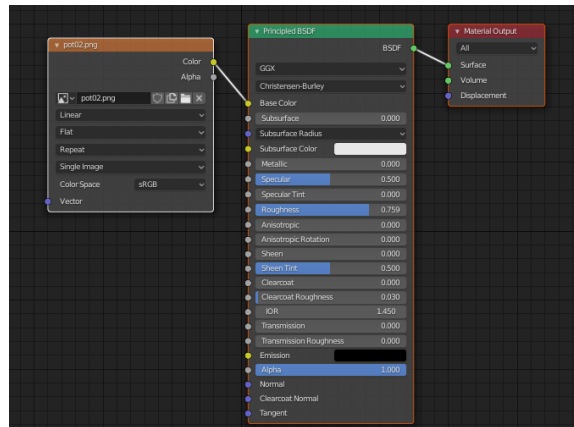 pot02.png
Color
Alpha
pot02.png
Linear
Flat
Repeat
Single Image
Color Space sRGB
Vector
Principled BSDF
BSDF
GGX
Christensen-Burley
Base Color
Subsurface 0.000
Subsurface Radius
Subsurface Color
Metallic 0.000
Specular 0.500
Specular Tint 0.000
Roughness 0.759
Anisotropic 0.000
Anisotropic Rotation 0.000
Sheen 0.000
Sheen Tint 0.500
Clearcoat 0.000
Clearcoat Roughness 0.030
IOR 1.450
Transmission 0.000
Transmission Roughness 0.000
Emission
Alpha 1.000
Normal
Clearcoat Normal
Tangent
Material Output
All
Surface
Volume
Displacement